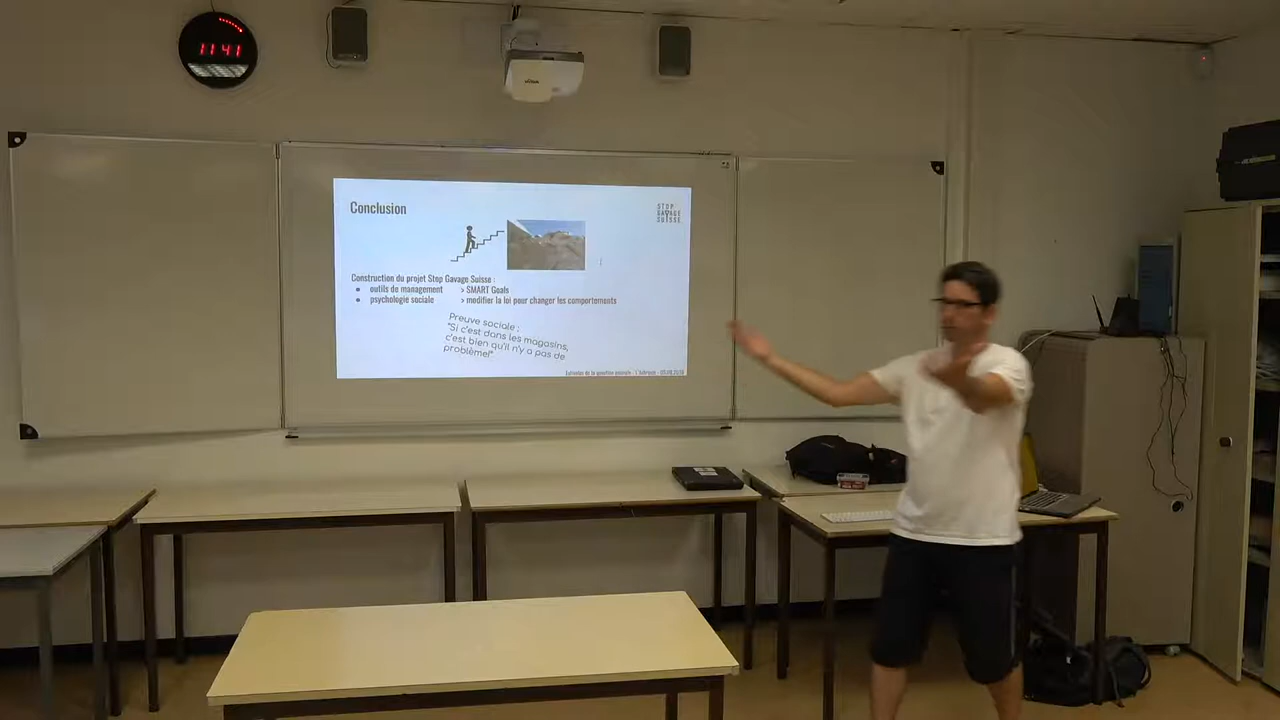 11:41
Conclusion
STOP
GAVAGE
SUISSE
Construction du projet Stop Gavage Suisse :
outils de management > SMART Goals
psychologie sociale > modifier la loi pour changer les comportements
Preuve sociale :
"Si c'est dans les magasins,
c'est bien qu'il n'y a pas de
problème!"